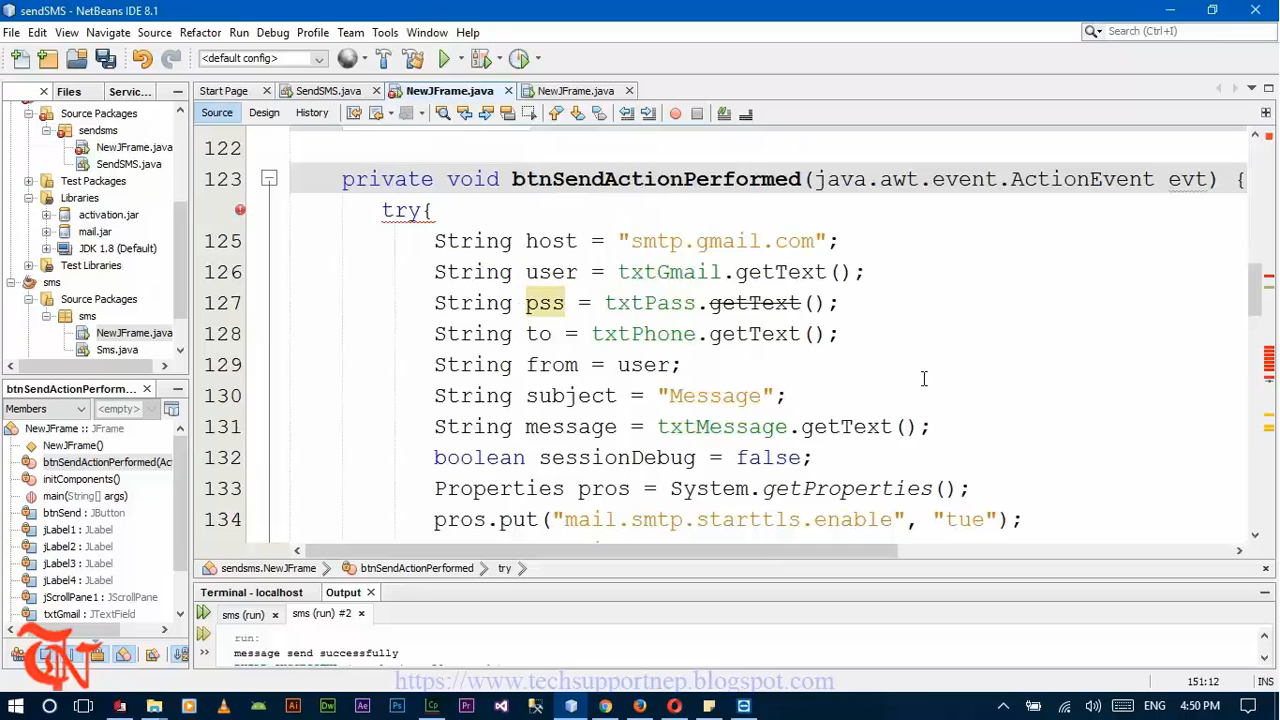 sendSMS - NetBeans IDE 8.1
File Edit View Navigate Source Refactor Run Debug Profile Team Tools Window Help
Search (Ctrl+I)
<default config>
Files Servic...
Start Page SendSMS.java NewJFrame.java NewJFrame.java
Source Design History
Source Packages
sendsms
NewJFrame.java
SendSMS.java
Test Packages
Libraries
activation.jar
mail.jar
JDK 1.8 (Default)
Test Libraries
sms
Source Packages
sms
NewJFrame.java
Sms.java
122
123 private void btnSendActionPerformed(java.awt.event.ActionEvent evt) {
try{
125 String host = "smtp.gmail.com";
126 String user = txtGmail.getText();
127 String pss = txtPass.getText();
128 String to = txtPhone.getText();
129 String from = user;
130 String subject = "Message";
131 String message = txtMessage.getText();
132 boolean sessionDebug = false;
133 Properties pros = System.getProperties();
134 pros.put("mail.smtp.starttls.enable", "tue");
btnSendActionPerform...
Members <empty>
NewJFrame :: JFrame
NewJFrame()
btnSendActionPerformed(Ac
initComponents()
main(String[] args)
btnSend : JButton
jLabel1 : JLabel
jLabel2 : JLabel
jLabel3 : JLabel
jLabel4 : JLabel
jScrollPane1 : JScrollPane
txtGmail : JTextField
sendsms.NewJFrame btnSendActionPerformed try
Terminal - localhost Output
sms (run) sms (run) #2
run:
message send successfully
https://www.techsupportnep.blogspot.com
151:12 INS
ENG 4:50 PM